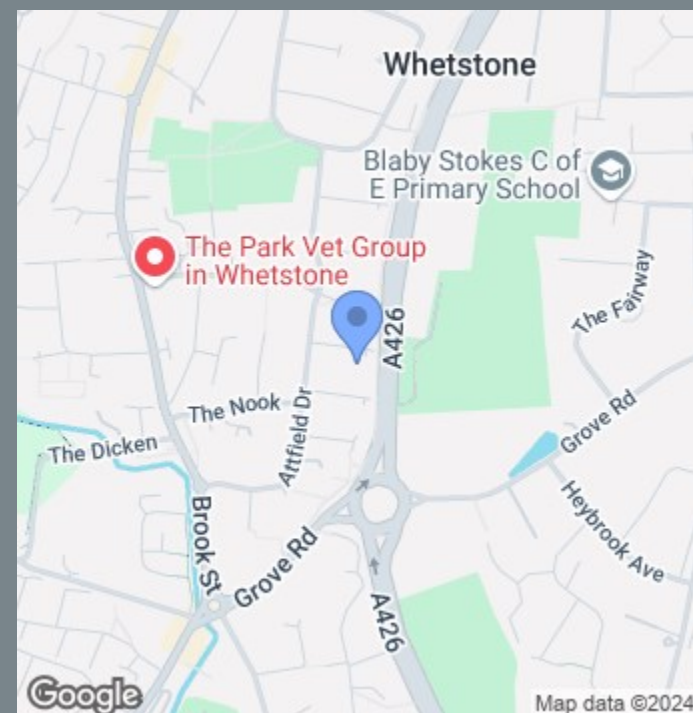 Whetstone
Blaby Stokes C of
E Primary School
The Park Vet Group
in Whetstone
The Fairway
A426
The Nook
Attfield Dr
Grove Rd
The Dicken
Heybrook Ave
Brook St
Grove Rd
A426
Google
Map data ©2024